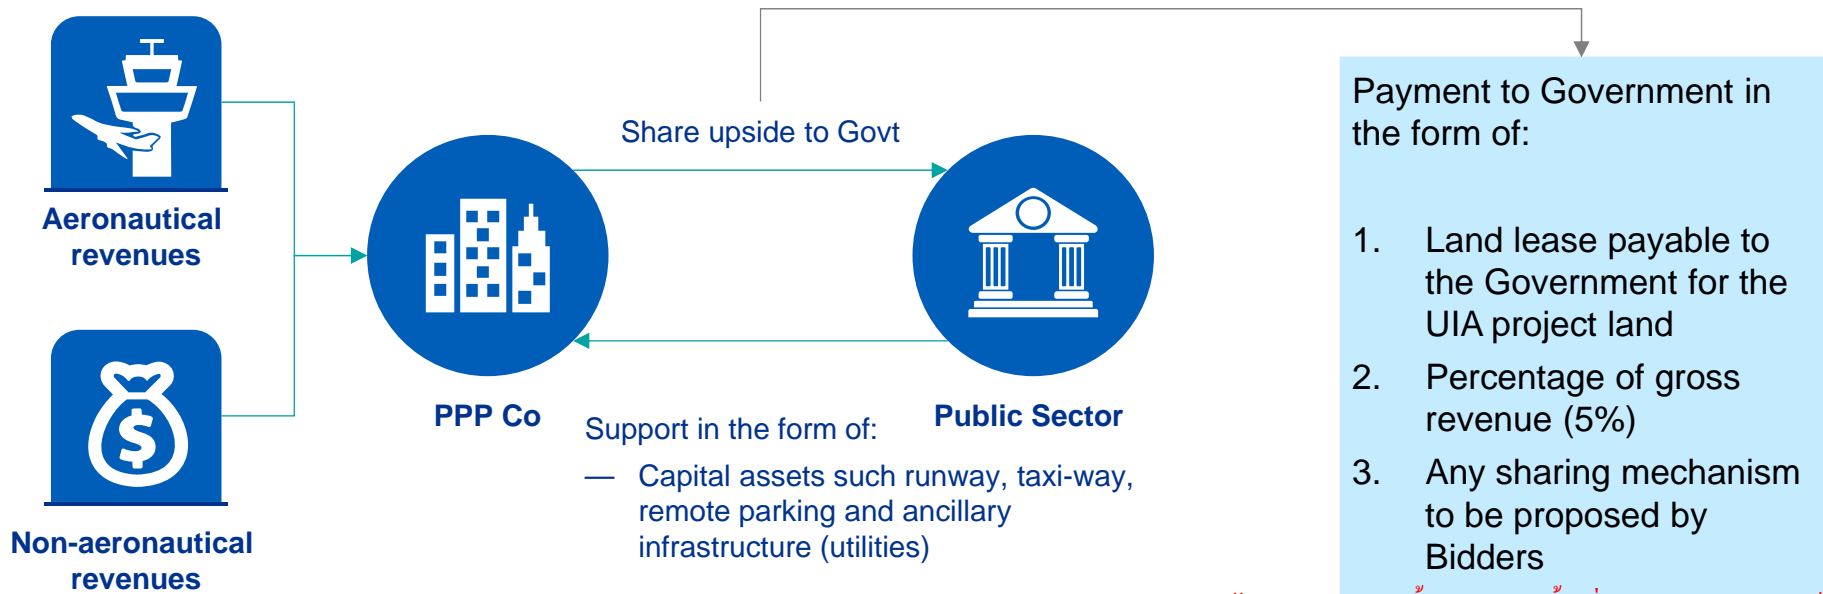 Aeronautical
revenues
Non-aeronautical
revenues
$
PPP Co
Share upside to Govt
Public Sector
Support in the form of:
— Capital assets such runway, taxi-way,
remote parking and ancillary
infrastructure (utilities)
Payment to Government in
the form of:
1. Land lease payable to
the Government for the
UIA project land
2. Percentage of gross
revenue (5%)
3. Any sharing mechanism
to be proposed by
Bidders